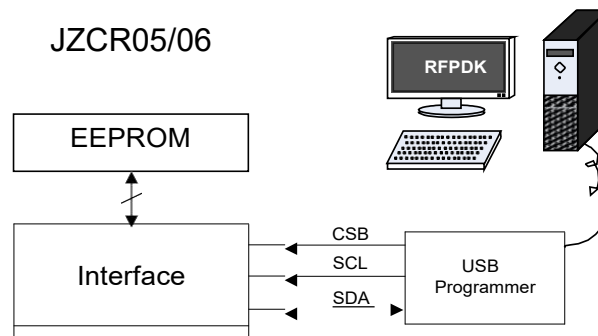 JZCR05/06
RFPDK
EEPROM
CSB
SCL
SDA
Interface
USB
Programmer